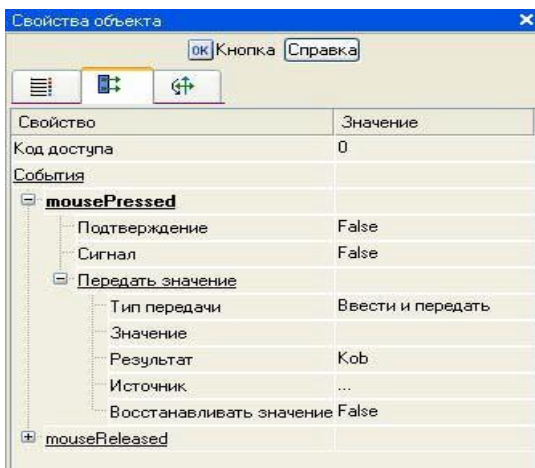 Свойства объекта
ОК Кнопка Справка
Свойство Значение
Код доступа 0
События
mousePressed
Подтверждение False
Сигнал False
Передать значение
Тип передачи Ввести и передать
Значение
Результат Kob
Источник ...
Восстанавливать значение False
mouseReleased